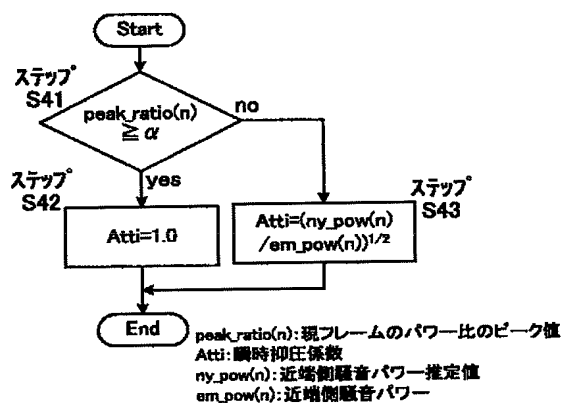 Start
ステップ
S41
peak_ratio(n)
≧ α
no
yes
ステップ
S42
Atti=1.0
ステップ
S43
Atti=(ny_pow(n)
/em_pow(n))^1/2
End
peak_ratio(n):現フレームのパワー比のピーク値
Atti:瞬時抑圧係数
ny_pow(n):近端側騒音パワー推定値
em_pow(n):近端側騒音パワー